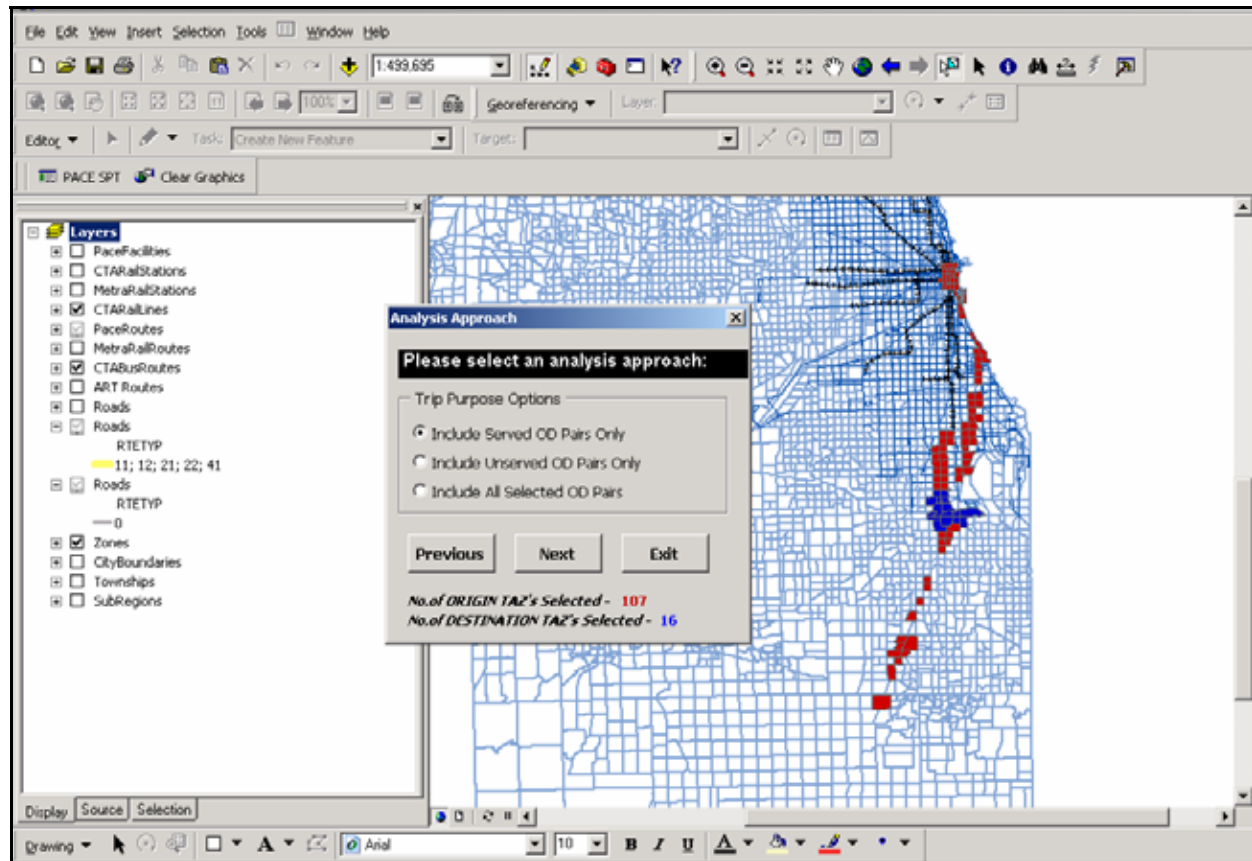 File Edit View Insert Selection Tools Window Help
1:499,695
100% Georeferencing Layer:
Editor Task: Create New Feature Target:
PACE SPT Clear Graphics
Layers
PaceFacilities
CTARailStations
MetraRailStations
CTARailLines
PaceRoutes
MetraRailRoutes
CTABusRoutes
ART Routes
Roads
Roads
RTETYP
11; 12; 21; 22; 41
Roads
RTETYP
0
Zones
CityBoundaries
Townships
SubRegions
Analysis Approach
Please select an analysis approach:
Trip Purpose Options
Include Served OD Pairs Only
Include Unserved OD Pairs Only
Include All Selected OD Pairs
Previous Next Exit
No.of ORIGIN TAZ's Selected - 107
No.of DESTINATION TAZ's Selected - 16
Display Source Selection
Drawing A Arial 10 B I U A